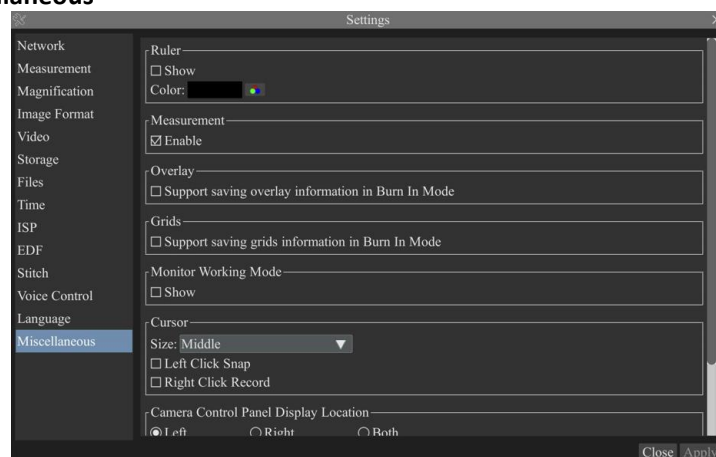 Settings
Network
Measurement
Magnification
Image Format
Video
Storage
Files
Time
ISP
EDF
Stitch
Voice Control
Language
Miscellaneous
Ruler
Show
Color:
Measurement
Enable
Overlay
Support saving overlay information in Burn In Mode
Grids
Support saving grids information in Burn In Mode
Monitor Working Mode
Show
Cursor
Size: Middle
Left Click Snap
Right Click Record
Camera Control Panel Display Location
Left Right Both
Close Apply